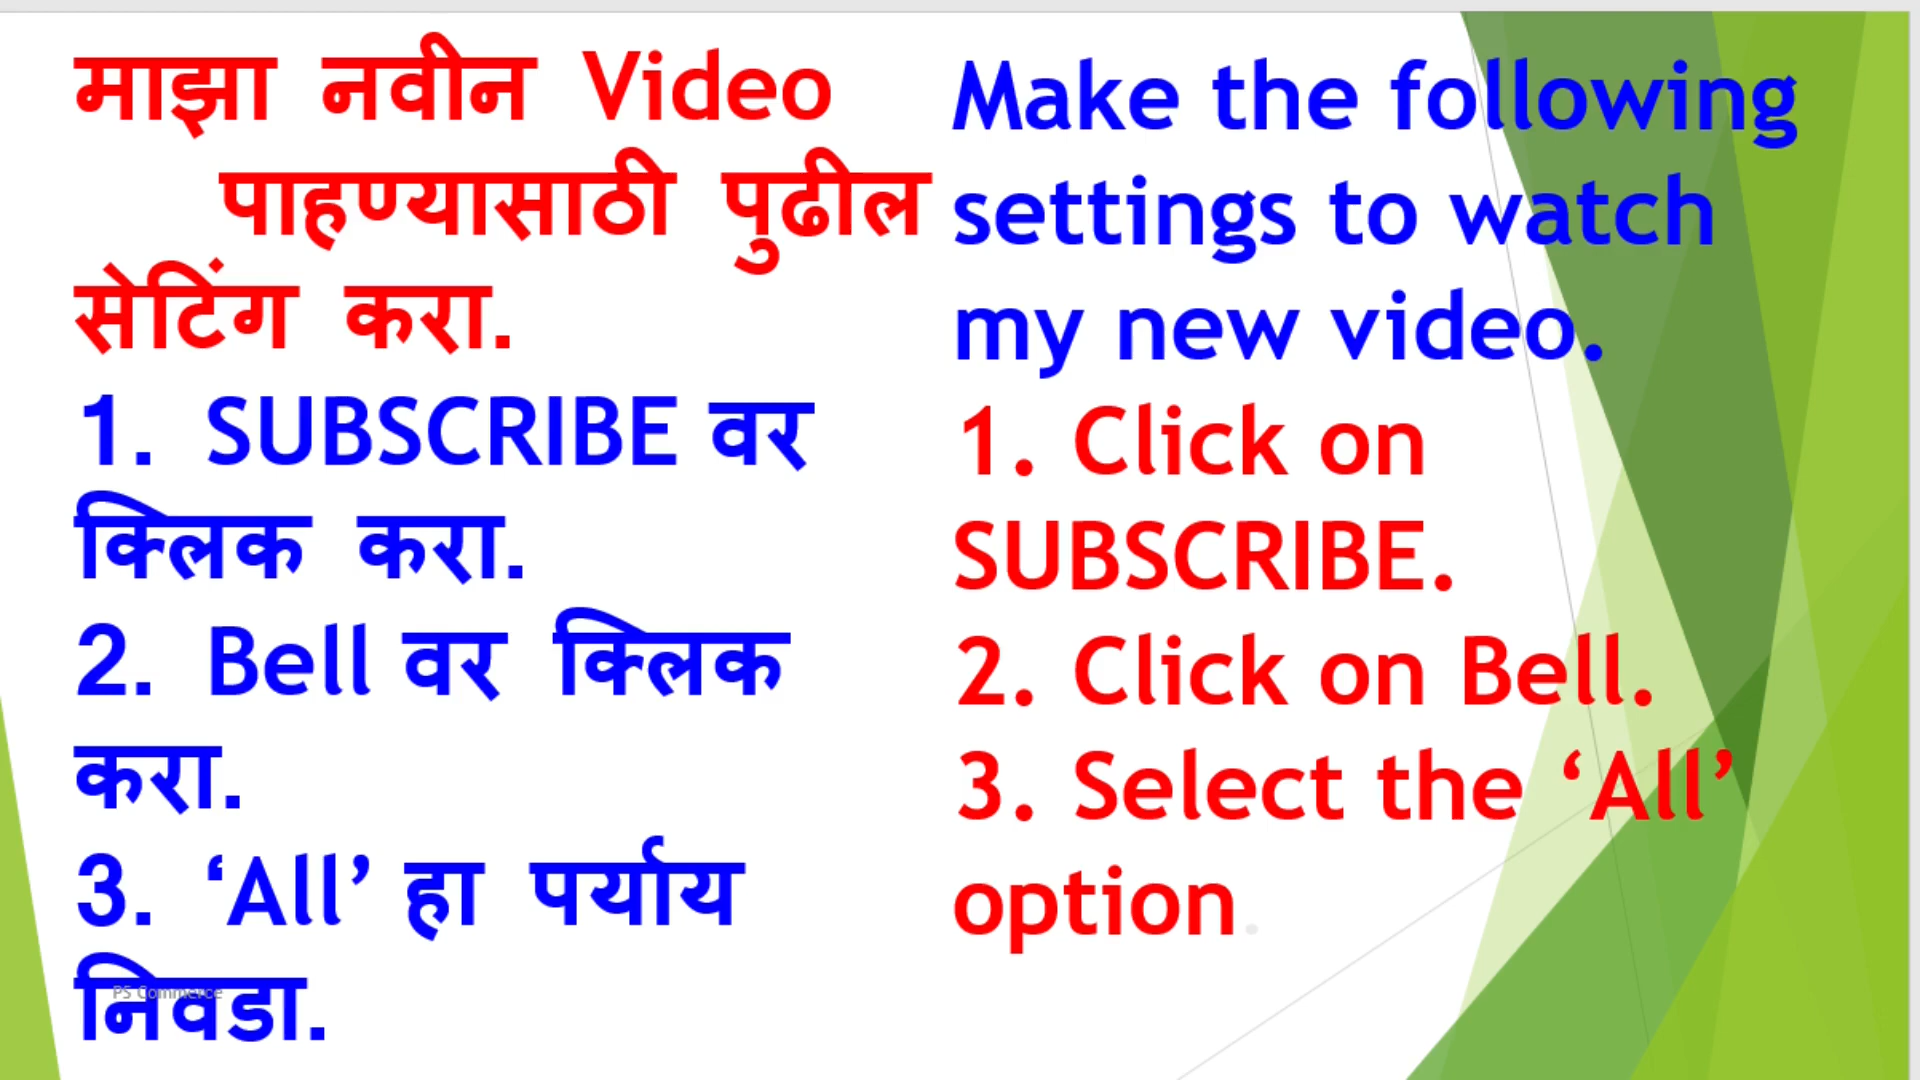 माझा नवीन Video
पाहण्यासाठी पुढील
सेटिंग करा.
1. SUBSCRIBE वर
क्लिक करा.
2. Bell वर क्लिक
करा.
3. ‘All’ हा पर्याय
निवडा.
PS Commerce
Make the following
settings to watch
my new video.
1. Click on
SUBSCRIBE.
2. Click on Bell.
3. Select the ‘All’
option.